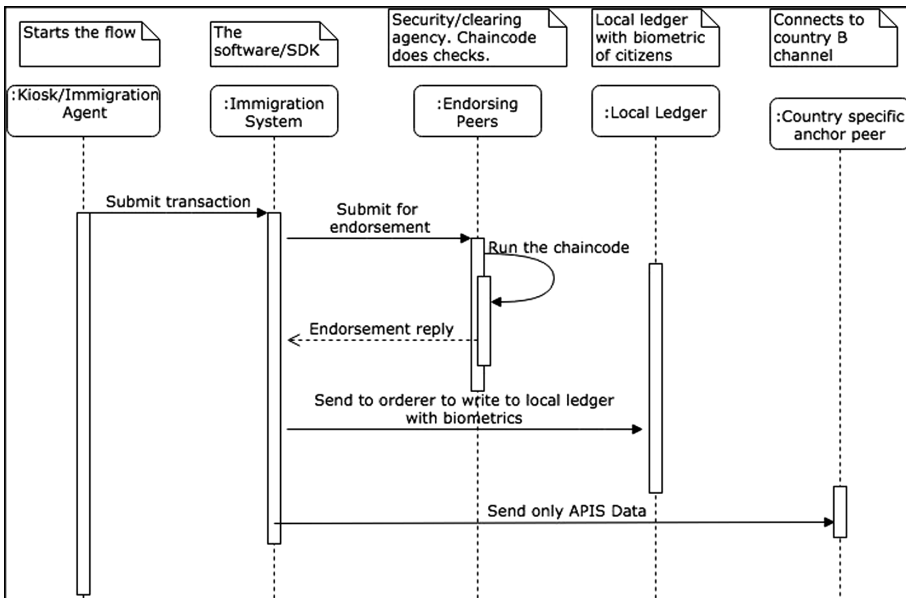 Starts the flow
The
software/SDK
Security/clearing
agency. Chaincode
does checks.
Local ledger
with biometric
of citizens
Connects to
country B
channel
:Kiosk/Immigration
Agent
:Immigration
System
:Endorsing
Peers
:Local Ledger
:Country specific
anchor peer
Submit transaction
Submit for
endorsement
Run the chaincode
Endorsement reply
Send to orderer to write to local ledger
with biometrics
Send only APIS Data